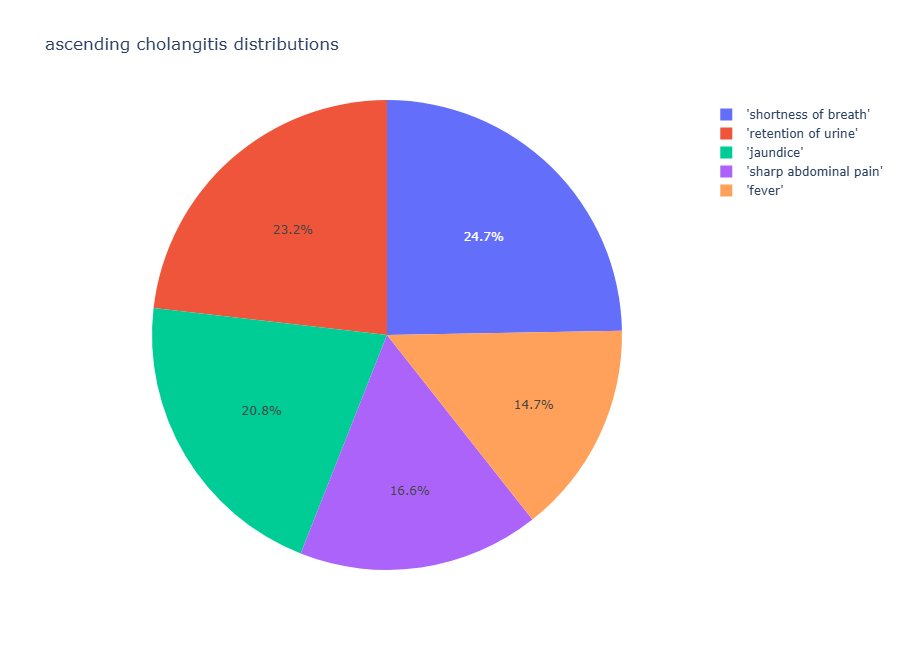 ascending cholangitis distributions
'shortness of breath'
'retention of urine'
'jaundice'
'sharp abdominal pain'
'fever'
23.2%
24.7%
20.8%
14.7%
16.6%